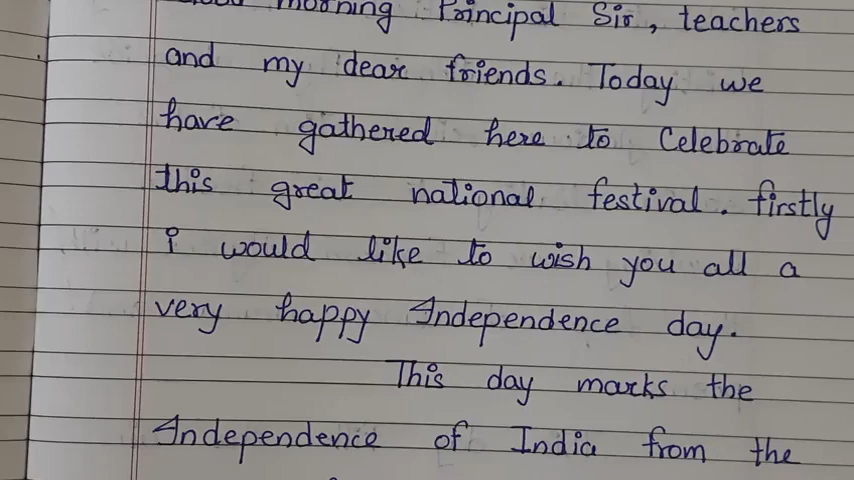 morning Principal Sir, teachers
and my dear friends. Today we
have gathered here to Celebrate
this great national festival. firstly
i would like to wish you all a
very happy Independence day.
This day marks the
Independence of India from the